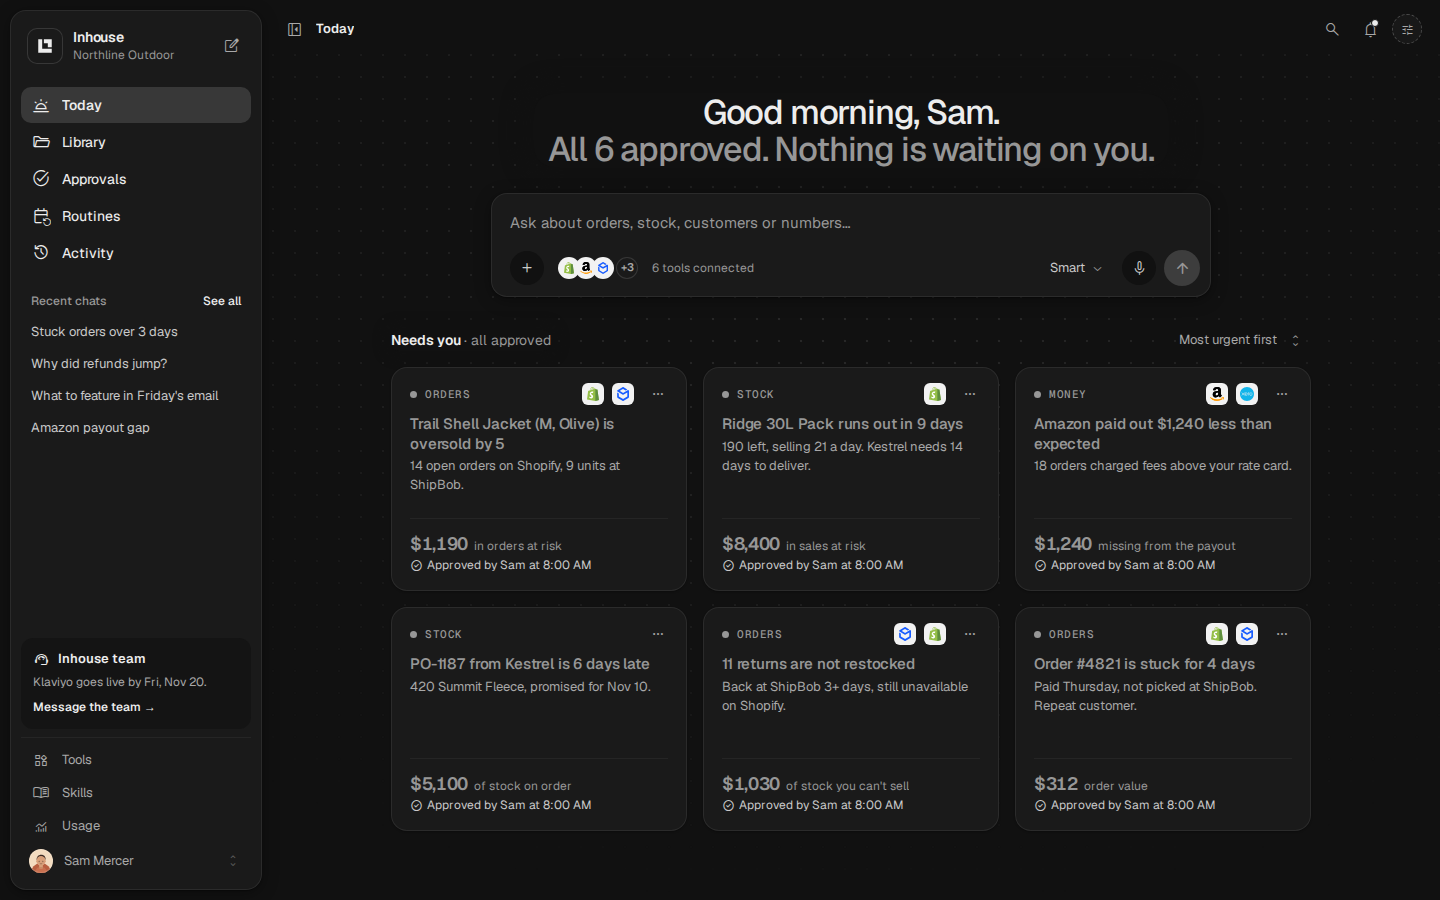 Inhouse
Northline Outdoor
Today
Library
Approvals
Routines
Activity
Recent chats
See all
Stuck orders over 3 days
Why did refunds jump?
What to feature in Friday's email
Amazon payout gap
Inhouse team
Klaviyo goes live by Fri, Nov 20.
Message the team →
Tools
Skills
Usage
Sam Mercer
Today
Good morning, Sam.
All 6 approved. Nothing is waiting on you.
Ask about orders, stock, customers or numbers...
+3
6 tools connected
Smart
Needs you · all approved
Most urgent first
ORDERS
Trail Shell Jacket (M, Olive) is
oversold by 5
14 open orders on Shopify, 9 units at
ShipBob.
$1,190 in orders at risk
Approved by Sam at 8:00 AM
STOCK
Ridge 30L Pack runs out in 9 days
190 left, selling 21 a day. Kestrel needs 14
days to deliver.
$8,400 in sales at risk
Approved by Sam at 8:00 AM
MONEY
Amazon paid out $1,240 less than
expected
18 orders charged fees above your rate card.
$1,240 missing from the payout
Approved by Sam at 8:00 AM
STOCK
PO-1187 from Kestrel is 6 days late
420 Summit Fleece, promised for Nov 10.
$5,100 of stock on order
Approved by Sam at 8:00 AM
ORDERS
11 returns are not restocked
Back at ShipBob 3+ days, still unavailable
on Shopify.
$1,030 of stock you can't sell
Approved by Sam at 8:00 AM
ORDERS
Order #4821 is stuck for 4 days
Paid Thursday, not picked at ShipBob.
Repeat customer.
$312 order value
Approved by Sam at 8:00 AM